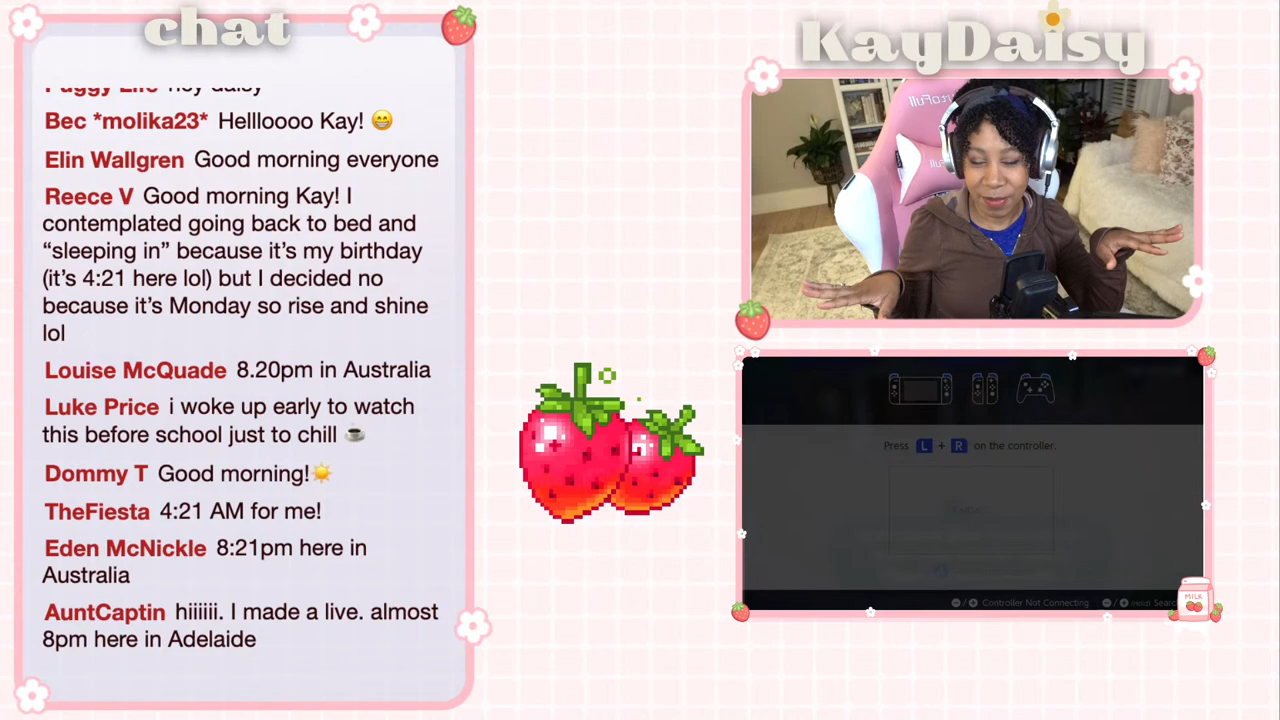 chat
KayDaisy
hey daisy
Bec *molika23* Hellloooo Kay! 😁
Elin Wallgren Good morning everyone
Reece V Good morning Kay! I
contemplated going back to bed and
“sleeping in” because it’s my birthday
(it’s 4:21 here lol) but I decided no
because it’s Monday so rise and shine
lol
Louise McQuade 8.20pm in Australia
Luke Price i woke up early to watch
this before school just to chill ☕
Dommy T Good morning!☀️
TheFiesta 4:21 AM for me!
Eden McNickle 8:21pm here in
Australia
AuntCaptin hiiiiii. I made a live. almost
8pm here in Adelaide
Press L + R on the controller.
Controller Not Connecting
MILK